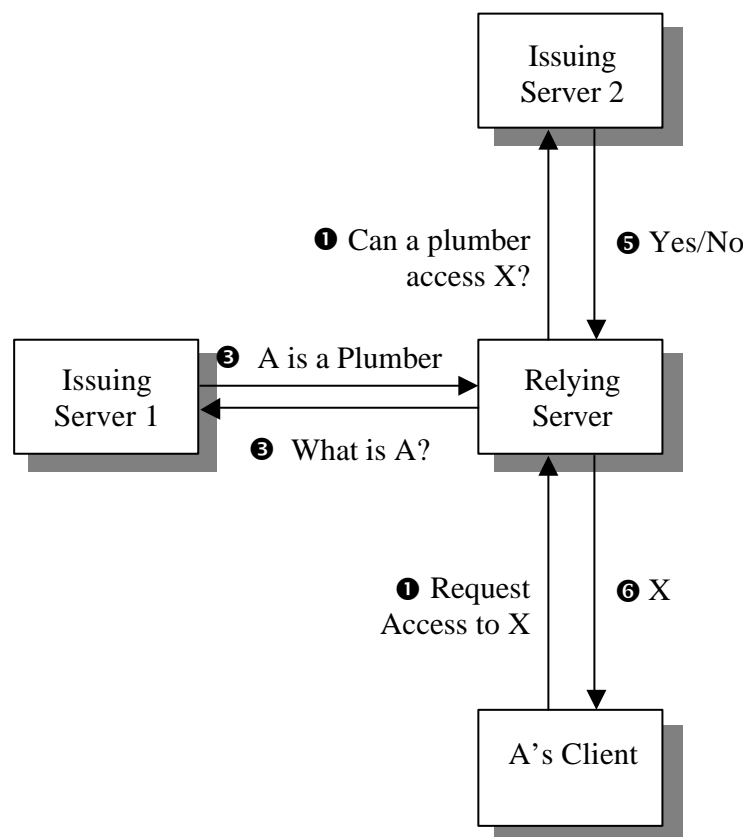 Issuing
Server 2
❶ Can a plumber
access X?
❺ Yes/No
❸ A is a Plumber
Issuing
Server 1
Relying
Server
❸ What is A?
❶ Request
Access to X
❻ X
A's Client